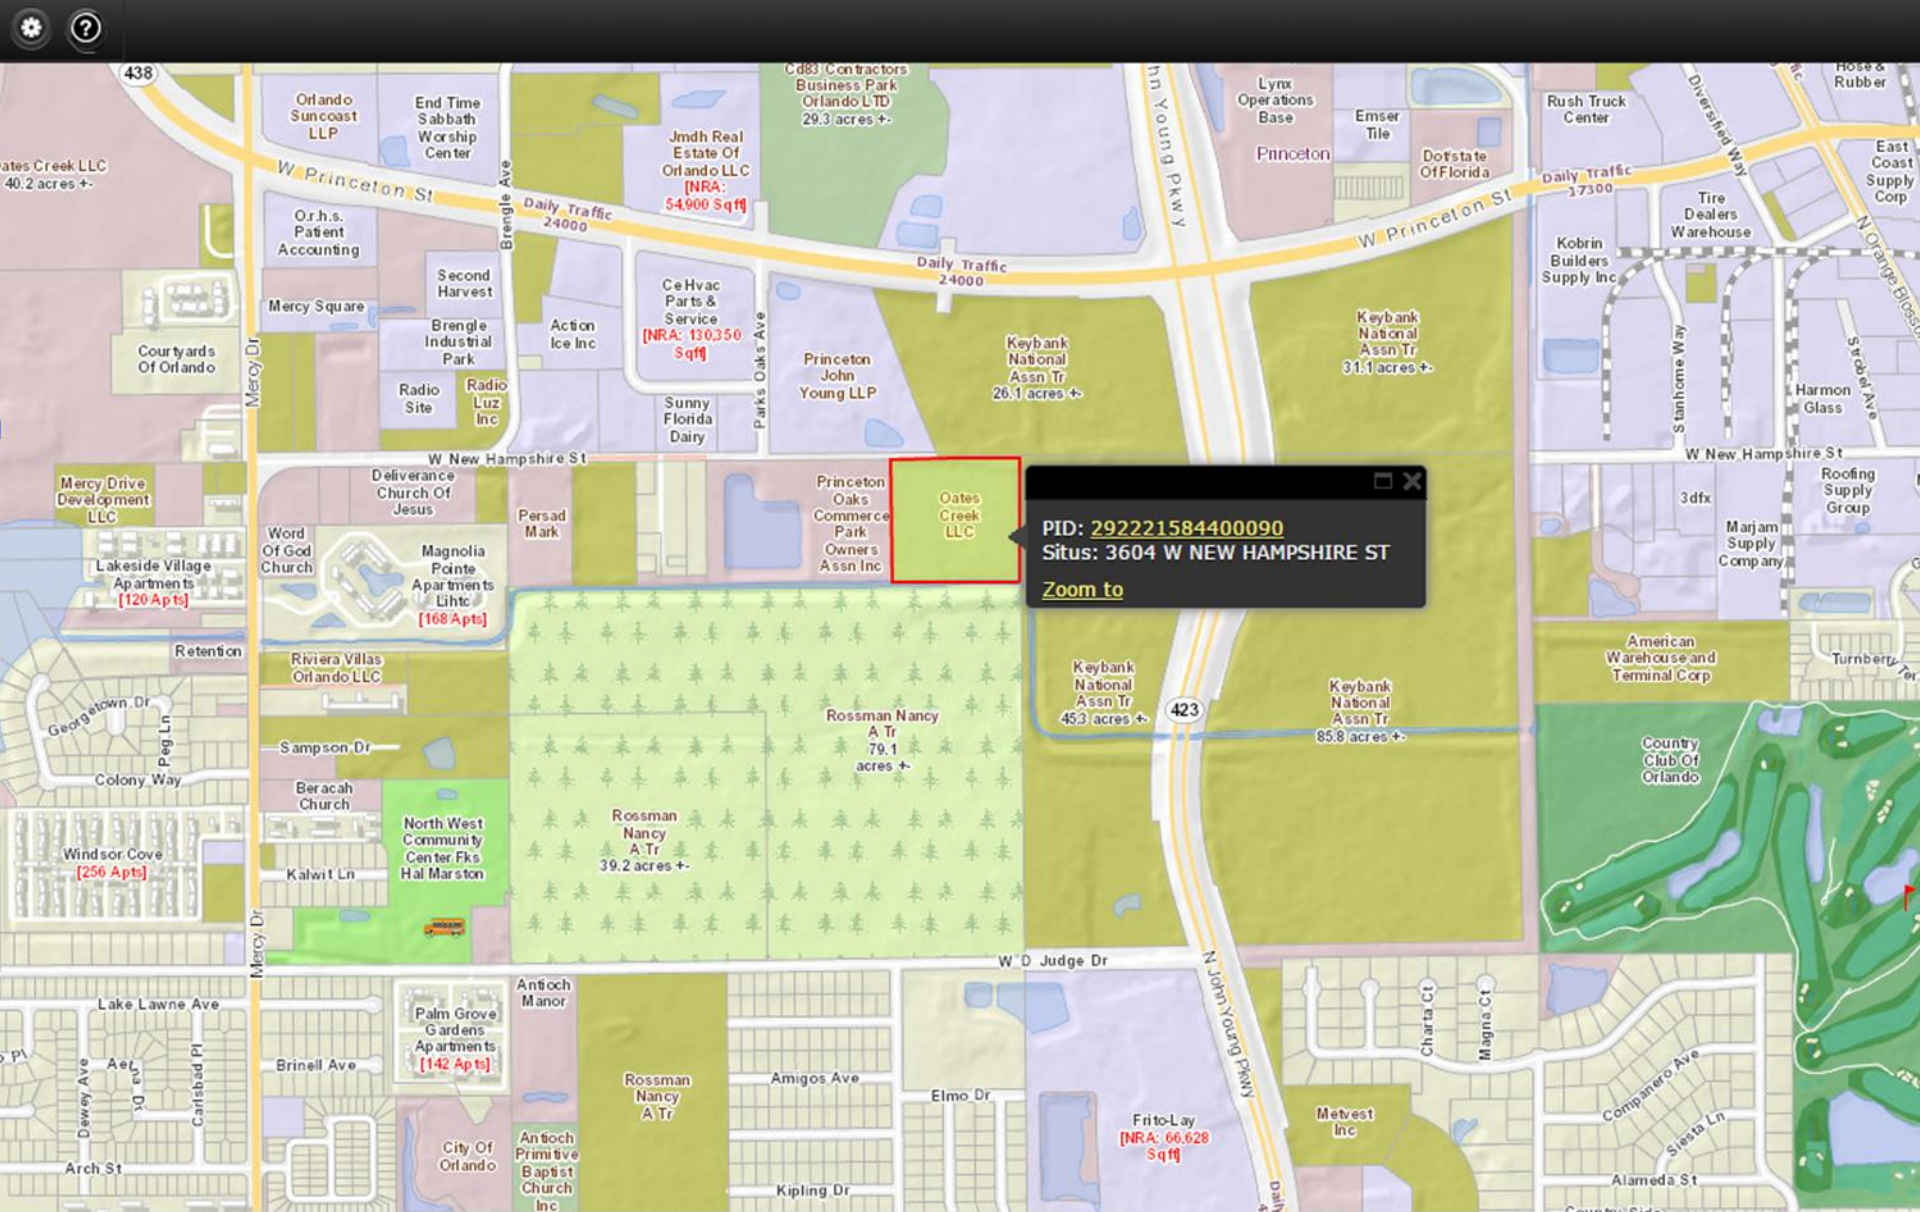 438
Orlando
Suncoast
LLP
End Time
Sabbath
Worship
Center
Cd83 Contractors
Business Park
Orlando LTD
29.3 acres +-
Jmdh Real
Estate Of
Orlando LLC
[NRA:
54,900 Sqft]
hn Young Pkwy
Lynx
Operations
Base
Princeton
Emser
Tile
Dot/state
Of Florida
Rush Truck
Center
Diversified Way
Hose &
Rubber
East
Coast
Supply
Corp
ates Creek LLC
40.2 acres +-
W Princeton St
Brengle Ave
Daily Traffic
24000
Daily Traffic
24000
W Princeton St
Daily Traffic
17300
Tire
Dealers
Warehouse
N Orange Blosso
O.r.h.s.
Patient
Accounting
Second
Harvest
Mercy Square
Brengle
Industrial
Park
Action
Ice Inc
Ce Hvac
Parts &
Service
[NRA: 130,350
Sqft]
Parks Oaks Ave
Princeton
John
Young LLP
Keybank
National
Assn Tr
26.1 acres +-
Keybank
National
Assn Tr
31.1 acres +-
Kobrin
Builders
Supply Inc
Stanhome Way
Strobel Ave
Harmon
Glass
Courtyards
Of Orlando
Mercy Dr
Radio
Site
Radio
Luz
Inc
Sunny
Florida
Dairy
W New Hampshire St
W New Hampshire St
Mercy Drive
Development
LLC
Deliverance
Church Of
Jesus
Persad
Mark
Princeton
Oaks
Commerce
Park
Owners
Assn Inc
Oates
Creek
LLC
PID: 292221584400090
Situs: 3604 W NEW HAMPSHIRE ST
Zoom to
3dfx
Roofing
Supply
Group
Marjam
Supply
Company
Word
Of God
Church
Magnolia
Pointe
Apartments
Lihtc
[168 Apts]
Lakeside Village
Apartments
[120 Apts]
Retention
Riviera Villas
Orlando LLC
Georgetown Dr
Peg Ln
Colony Way
Sampson Dr
Rossman Nancy
A Tr
79.1
acres +-
Keybank
National
Assn Tr
45.3 acres +-
423
Keybank
National
Assn Tr
85.8 acres +-
American
Warehouse and
Terminal Corp
Turnberry Ter
Country
Club Of
Orlando
Beracah
Church
North West
Community
Center Fks
Hal Marston
Rossman
Nancy
A Tr
39.2 acres +-
Windsor Cove
[256 Apts]
Kalwit Ln
Mercy Dr
W D Judge Dr
N John Young Pkwy
Lake Lawne Ave
Palm Grove
Gardens
Apartments
[142 Apts]
Antioch
Manor
Charta Ct
Magna Ct
Pl
Dewey Ave
Carlsbad Pl
Brinell Ave
Rossman
Nancy
A Tr
Amigos Ave
Elmo Dr
Companero Ave
Siesta Ln
Frito-Lay
[NRA: 66,628
Sqft]
Metvest
Inc
City Of
Orlando
Antioch
Primitive
Baptist
Church
Inc
Arch St
Kipling Dr
Alameda St
Country Side